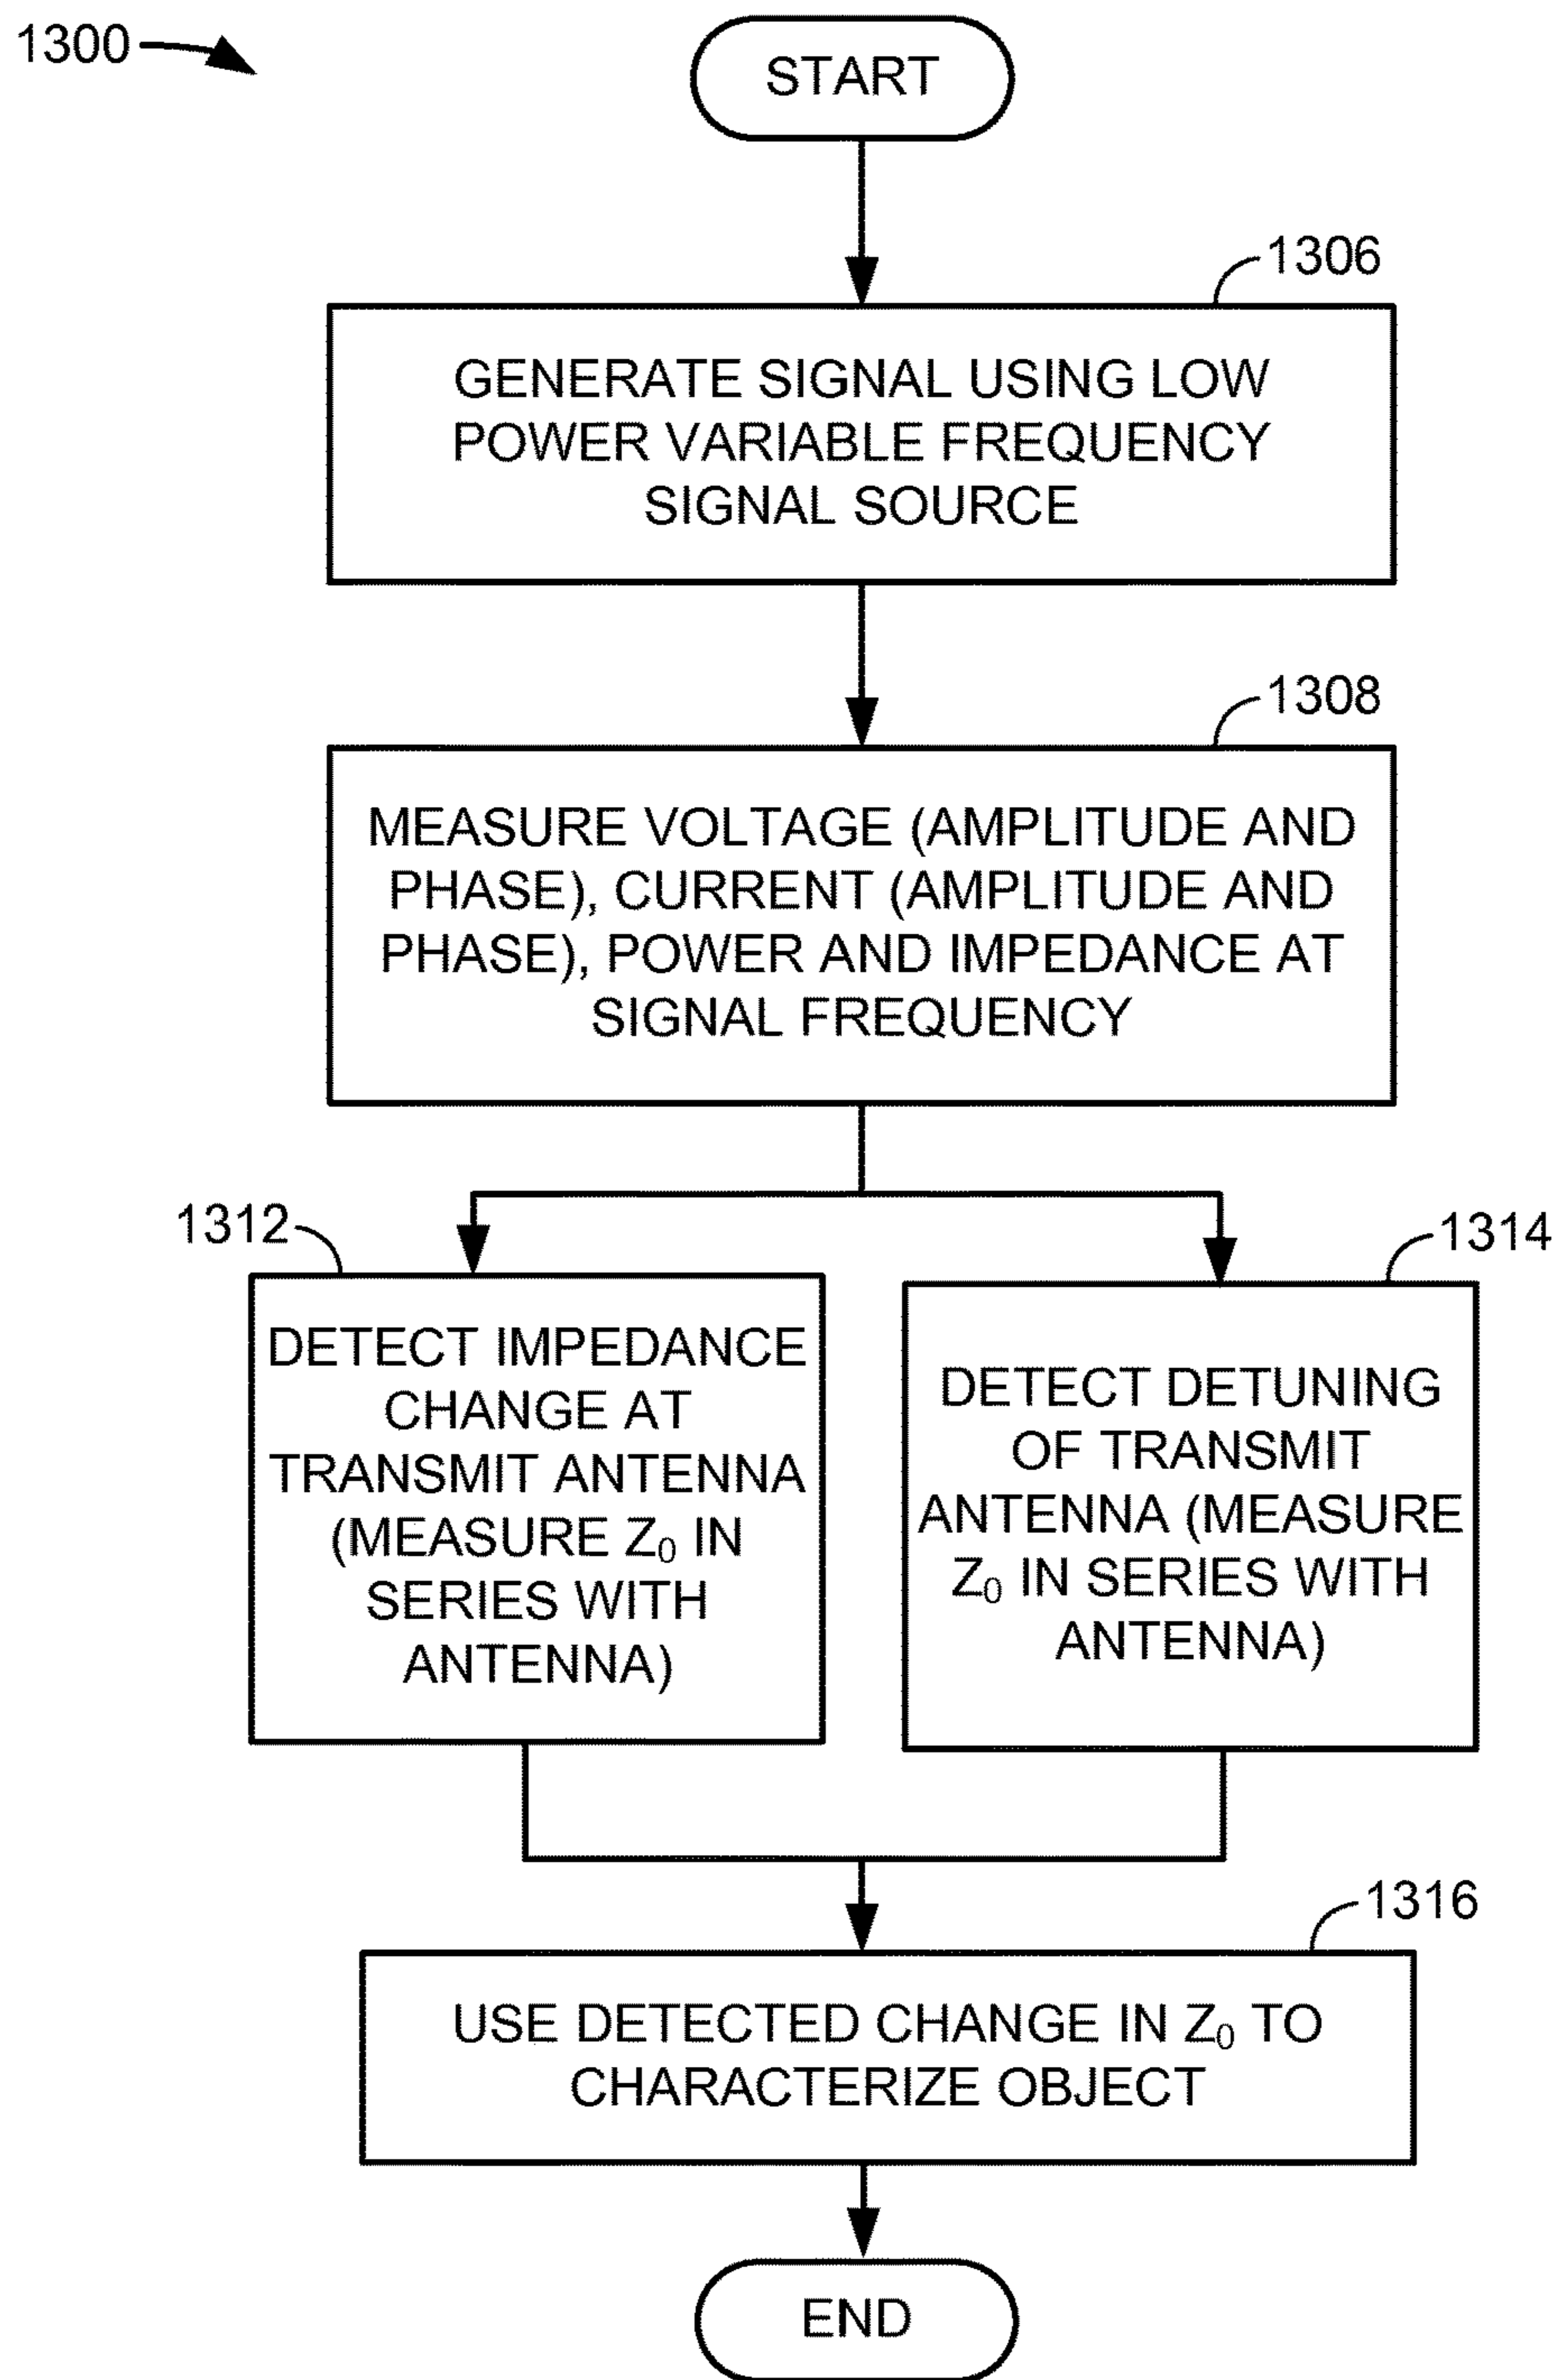 1300
START
1306
GENERATE SIGNAL USING LOW
POWER VARIABLE FREQUENCY
SIGNAL SOURCE
1308
MEASURE VOLTAGE (AMPLITUDE AND
PHASE), CURRENT (AMPLITUDE AND
PHASE), POWER AND IMPEDANCE AT
SIGNAL FREQUENCY
1312
DETECT IMPEDANCE
CHANGE AT
TRANSMIT ANTENNA
(MEASURE Z₀ IN
SERIES WITH
ANTENNA)
1314
DETECT DETUNING
OF TRANSMIT
ANTENNA (MEASURE
Z₀ IN SERIES WITH
ANTENNA)
1316
USE DETECTED CHANGE IN Z₀ TO
CHARACTERIZE OBJECT
END